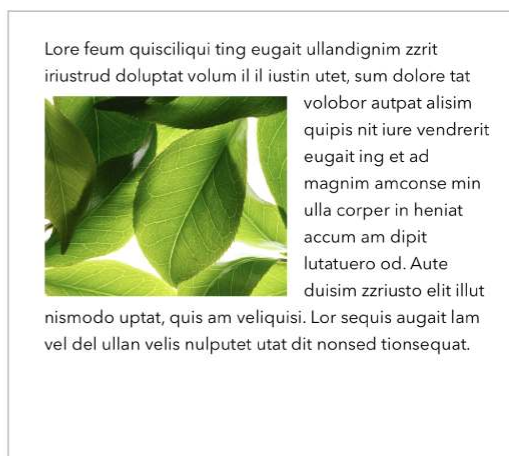 Lore feum quisciliqui ting eugait ullandignim zzrit
iriustrud doluptat volum il il iustin utet, sum dolore tat
volobor autpat alisim
quipis nit iure vendrerit
eugait ing et ad
magnim amconse min
ulla corper in heniat
accum am dipit
lutatuero od. Aute
duisim zzriusto elit illut
nismodo uptat, quis am veliquisi. Lor sequis augait lam
vel del ullan velis nulputet utat dit nonsed tionsequat.